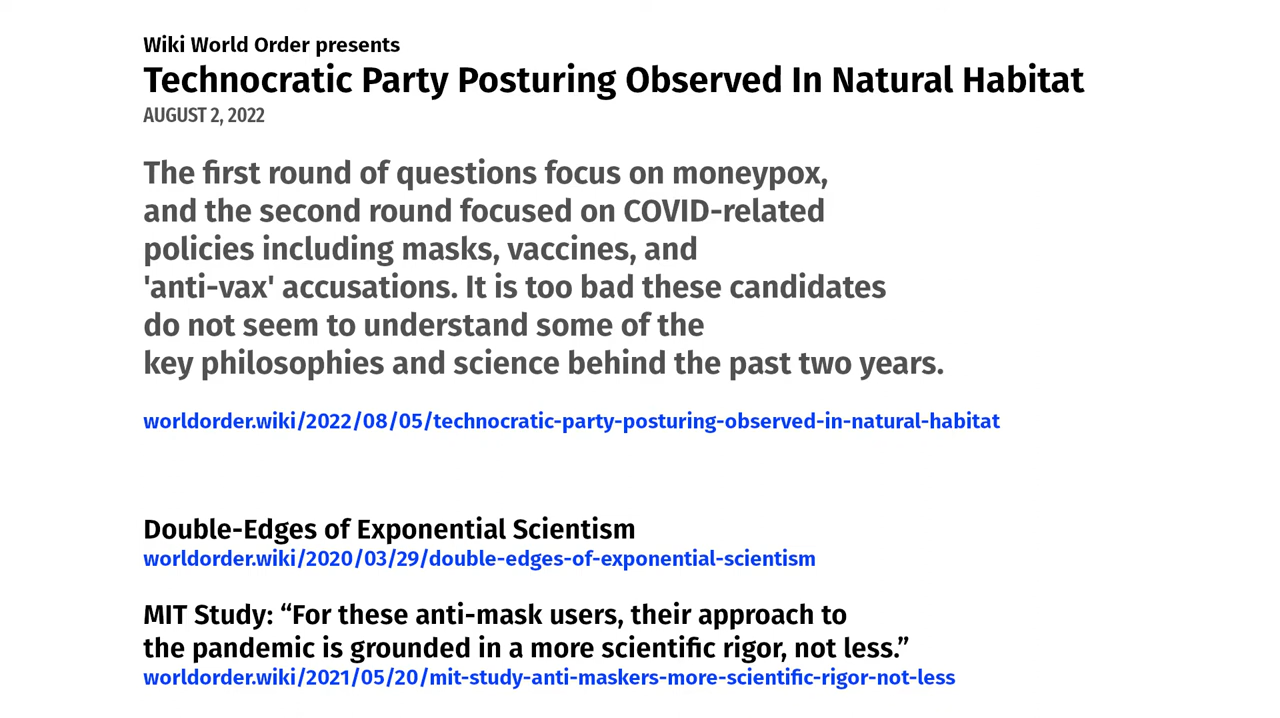 Wiki World Order presents
Technocratic Party Posturing Observed In Natural Habitat
AUGUST 2, 2022
The first round of questions focus on moneypox,
and the second round focused on COVID-related
policies including masks, vaccines, and
'anti-vax' accusations. It is too bad these candidates
do not seem to understand some of the
key philosophies and science behind the past two years.
worldorder.wiki/2022/08/05/technocratic-party-posturing-observed-in-natural-habitat
Double-Edges of Exponential Scientism
worldorder.wiki/2020/03/29/double-edges-of-exponential-scientism
MIT Study: “For these anti-mask users, their approach to
the pandemic is grounded in a more scientific rigor, not less.”
worldorder.wiki/2021/05/20/mit-study-anti-maskers-more-scientific-rigor-not-less